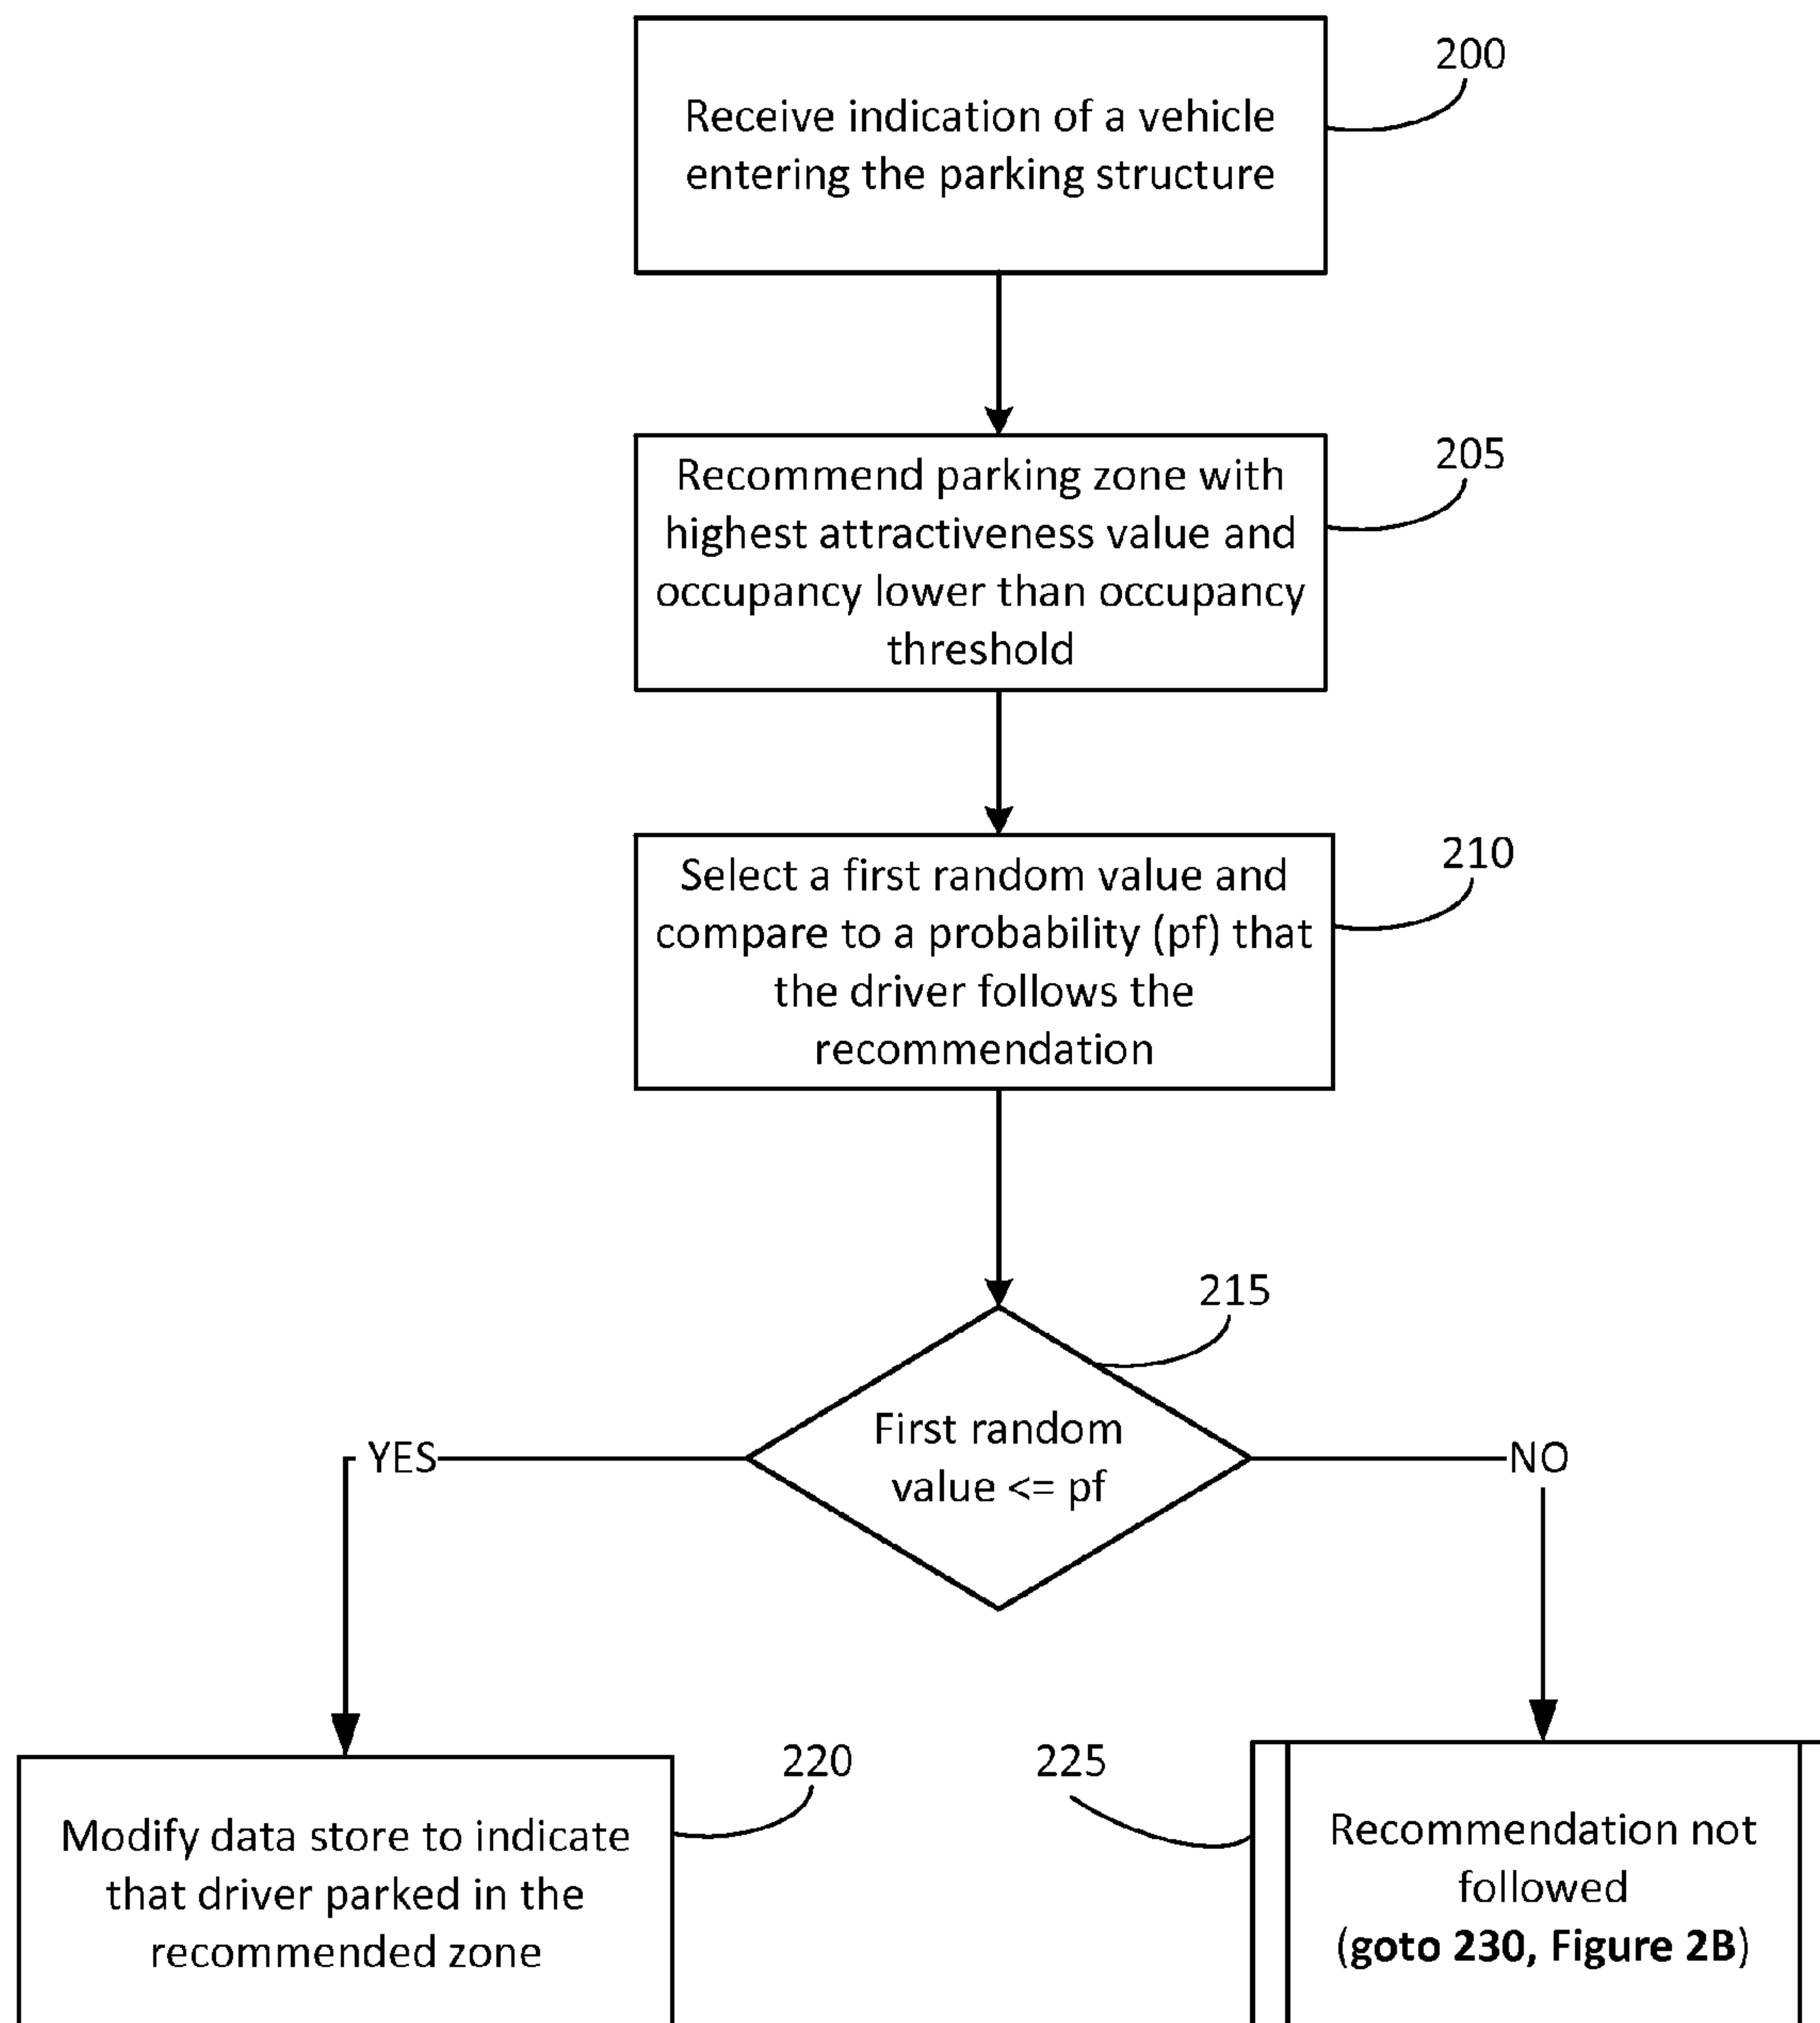 200
Receive indication of a vehicle
entering the parking structure
205
Recommend parking zone with
highest attractiveness value and
occupancy lower than occupancy
threshold
210
Select a first random value and
compare to a probability (pf) that
the driver follows the
recommendation
215
First random
value <= pf
YES
NO
220
Modify data store to indicate
that driver parked in the
recommended zone
225
Recommendation not
followed
(goto 230, Figure 2B)